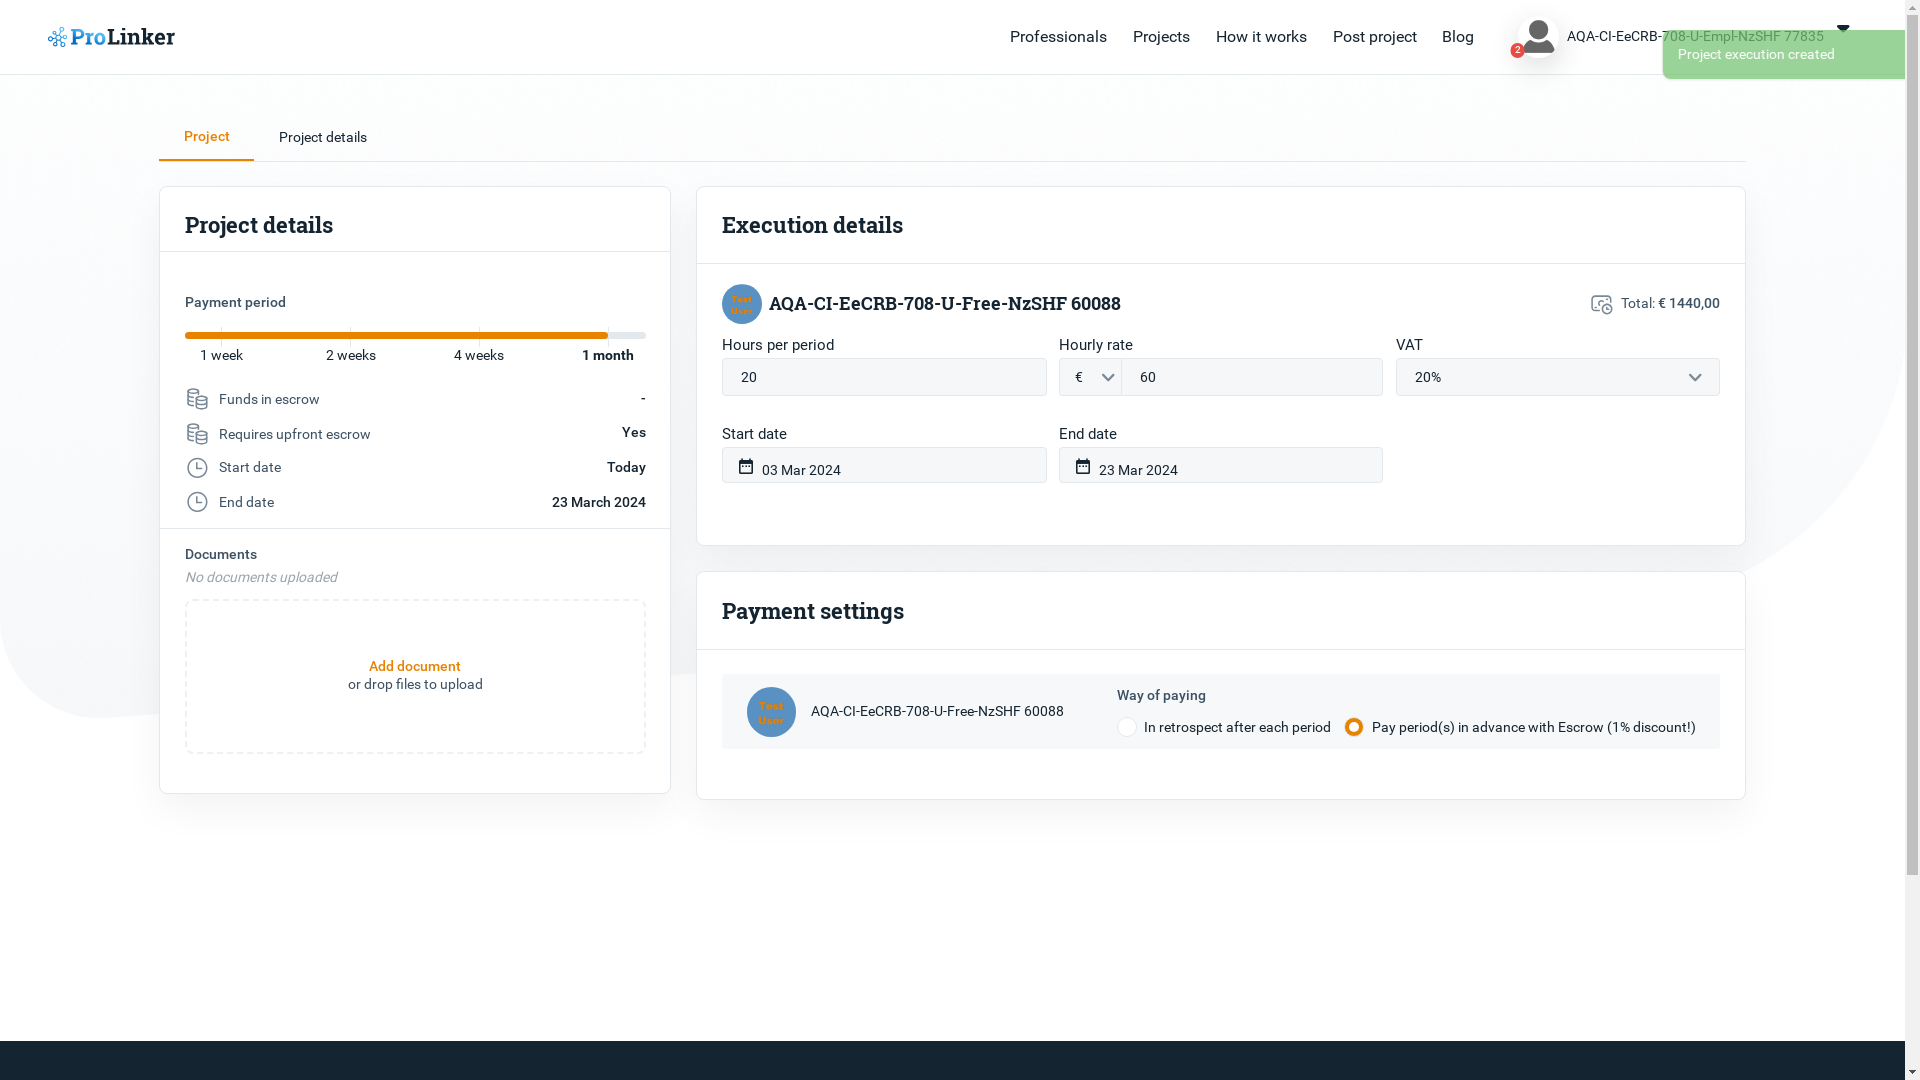 ProLinker
Professionals
Projects
How it works
Post project
Blog
2
AQA-CI-EeCRB-708-U-Empl-NzSHF 77835
Project execution created
Project
Project details
Project details
Payment period
1 week
2 weeks
4 weeks
1 month
Funds in escrow
-
Requires upfront escrow
Yes
Start date
Today
End date
23 March 2024
Documents
No documents uploaded
Add document
or drop files to upload
Execution details
Test
User
AQA-CI-EeCRB-708-U-Free-NzSHF 60088
Total: € 1440,00
Hours per period
Hourly rate
VAT
20
€
60
20%
Start date
End date
03 Mar 2024
23 Mar 2024
Payment settings
Test
User
AQA-CI-EeCRB-708-U-Free-NzSHF 60088
Way of paying
In retrospect after each period
Pay period(s) in advance with Escrow (1% discount!)